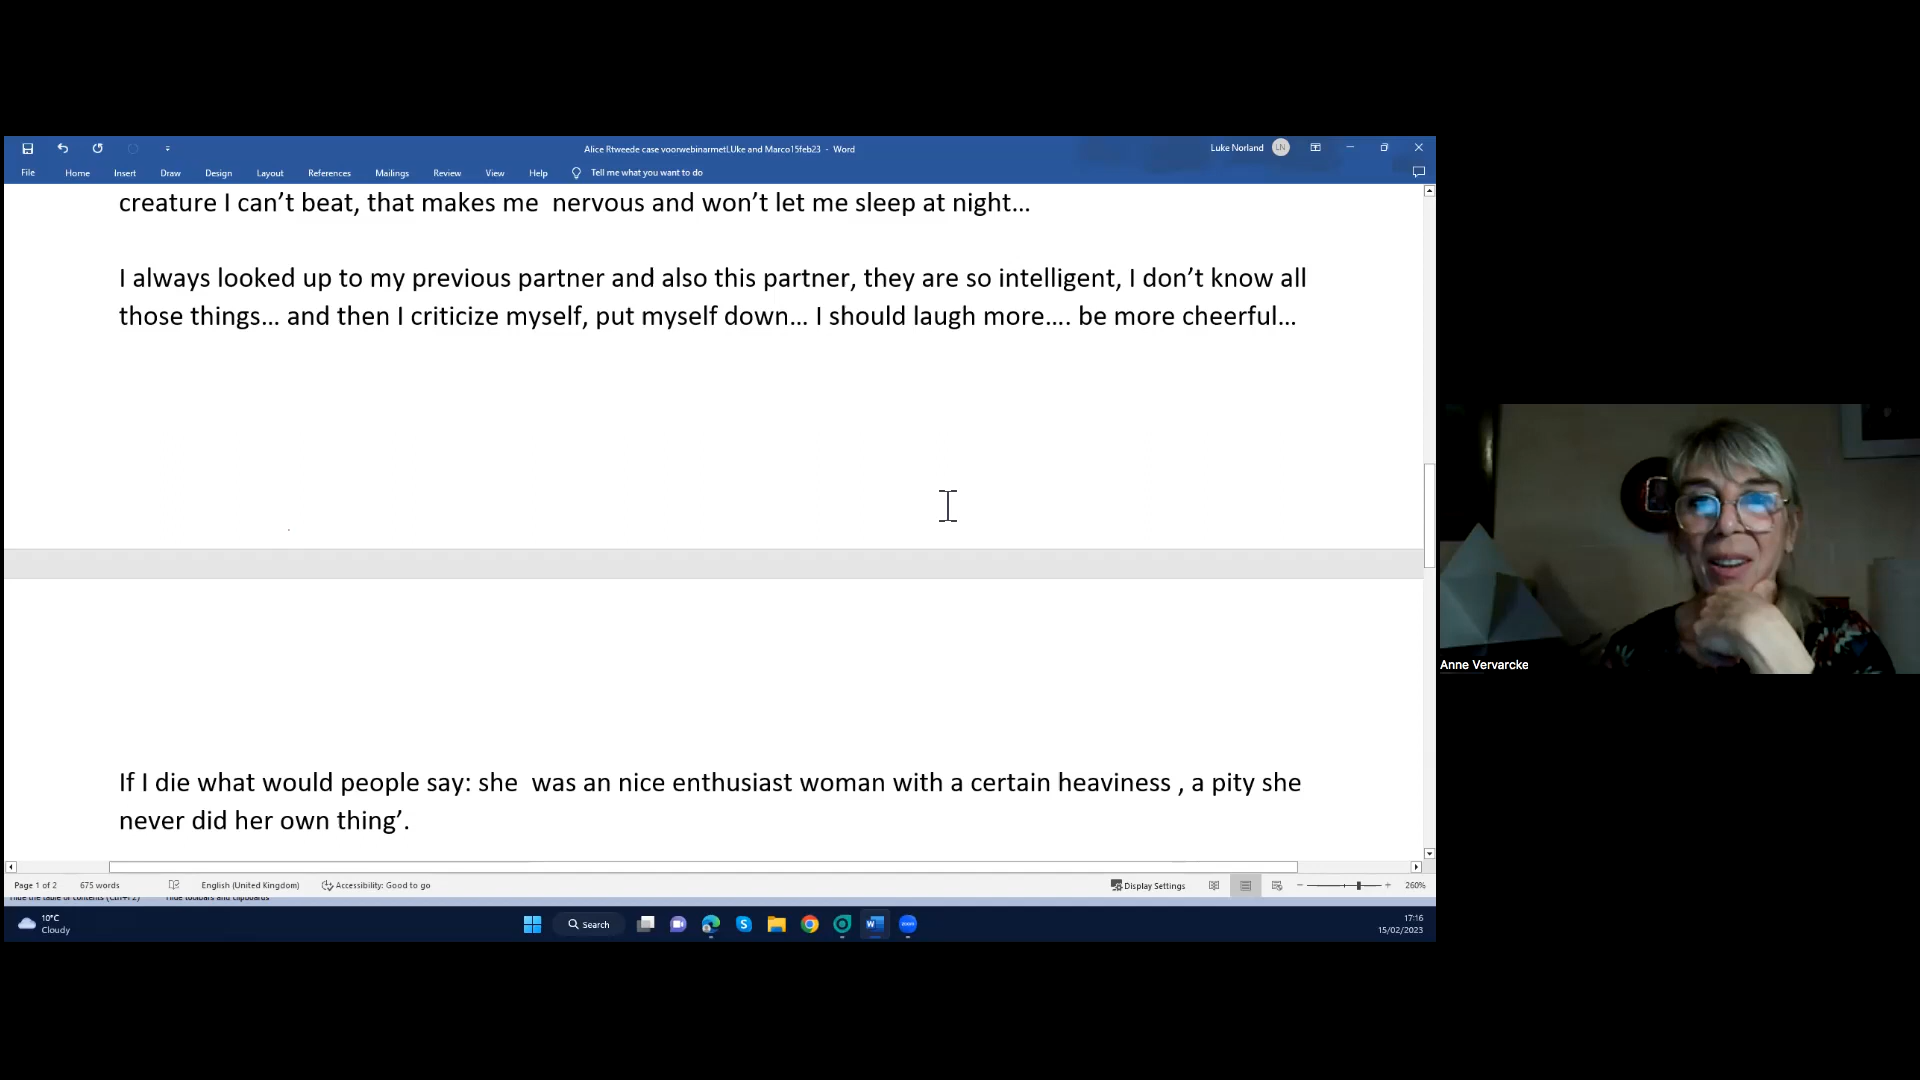 Alice Rtweede case voorwebinarmetLUke and Marco15feb23 - Word
Luke Norland LN
File Home Insert Draw Design Layout References Mailings Review View Help Tell me what you want to do
creature I can’t beat, that makes me  nervous and won’t let me sleep at night…
I always looked up to my previous partner and also this partner, they are so intelligent, I don’t know all
those things… and then I criticize myself, put myself down… I should laugh more…. be more cheerful…
Anne Vervarcke
If I die what would people say: she  was an nice enthusiast woman with a certain heaviness , a pity she
never did her own thing’.
Page 1 of 2 675 words English (United Kingdom) Accessibility: Good to go Display Settings 260%
10°C
Cloudy
Search
17:16
15/02/2023